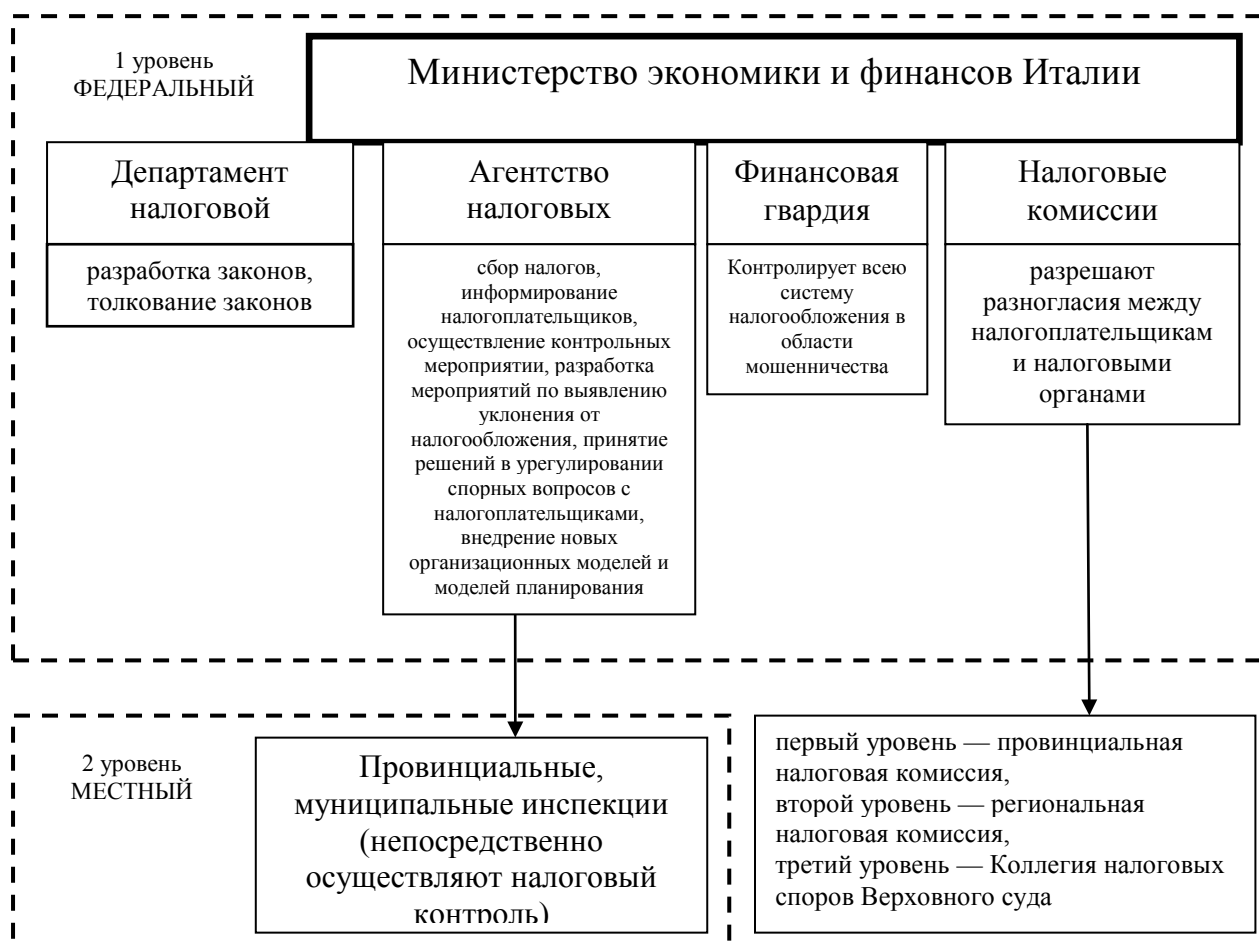 1 уровень
ФЕДЕРАЛЬНЫЙ
Министерство экономики и финансов Италии
Департамент
налоговой
разработка законов,
толкование законов
Агентство
налоговых
сбор налогов,
информирование
налогоплательщиков,
осуществление контрольных
мероприятии, разработка
мероприятий по выявлению
уклонения от
налогообложения, принятие
решений в урегулировании
спорных вопросов с
налогоплательщиками,
внедрение новых
организационных моделей и
моделей планирования
Финансовая
гвардия
Контролирует всею
систему
налогообложения в
области
мошенничества
Налоговые
комиссии
разрешают
разногласия между
налогоплательщикам
и налоговыми
органами
2 уровень
МЕСТНЫЙ
Провинциальные,
муниципальные инспекции
(непосредственно
осуществляют налоговый
контроль)
первый уровень — провинциальная
налоговая комиссия,
второй уровень — региональная
налоговая комиссия,
третий уровень — Коллегия налоговых
споров Верховного суда